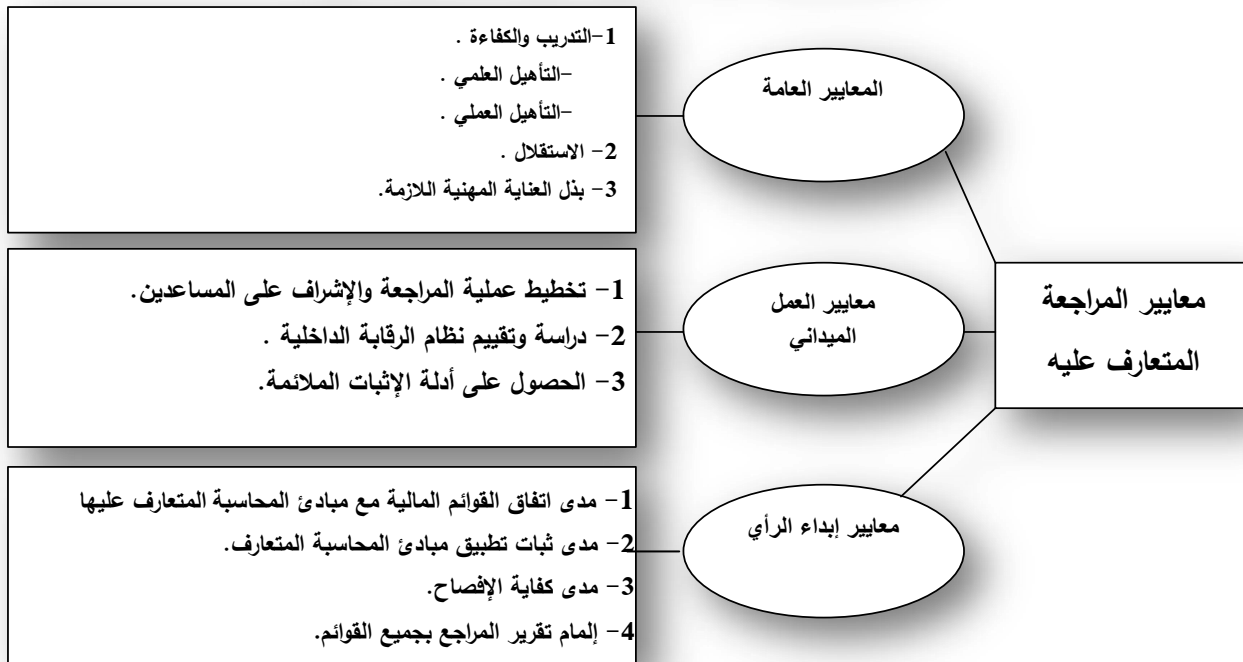 معايير المراجعة
المتعارف عليه
المعايير العامة
1-التدريب والكفاءة .
-التأهيل العلمي .
-التأهيل العملي .
2- الاستقلال .
3- بذل العناية المهنية اللازمة.
معايير العمل
الميداني
1- تخطيط عملية المراجعة والإشراف على المساعدين.
2- دراسة وتقييم نظام الرقابة الداخلية .
3- الحصول على أدلة الإثبات الملائمة.
معايير إبداء الرأي
1- مدى اتفاق القوائم المالية مع مبادئ المحاسبة المتعارف عليها
2- مدى ثبات تطبيق مبادئ المحاسبة المتعارف.
3- مدى كفاية الإفصاح.
4- إلمام تقرير المراجع بجميع القوائم.